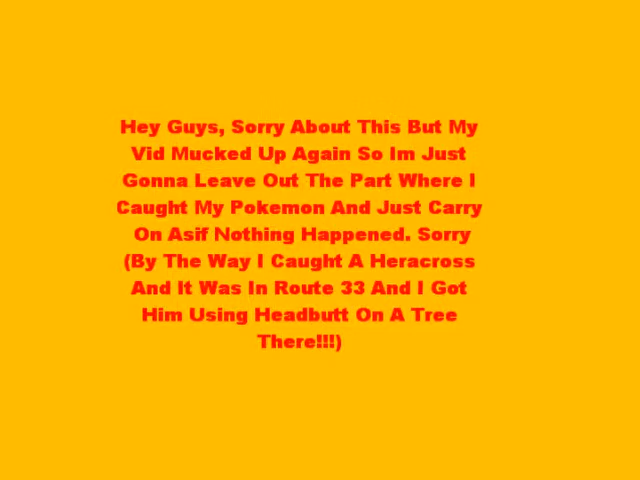 Hey Guys, Sorry About This But My
Vid Mucked Up Again So Im Just
Gonna Leave Out The Part Where I
Caught My Pokemon And Just Carry
On Asif Nothing Happened. Sorry
(By The Way I Caught A Heracross
And It Was In Route 33 And I Got
Him Using Headbutt On A Tree
There!!!)